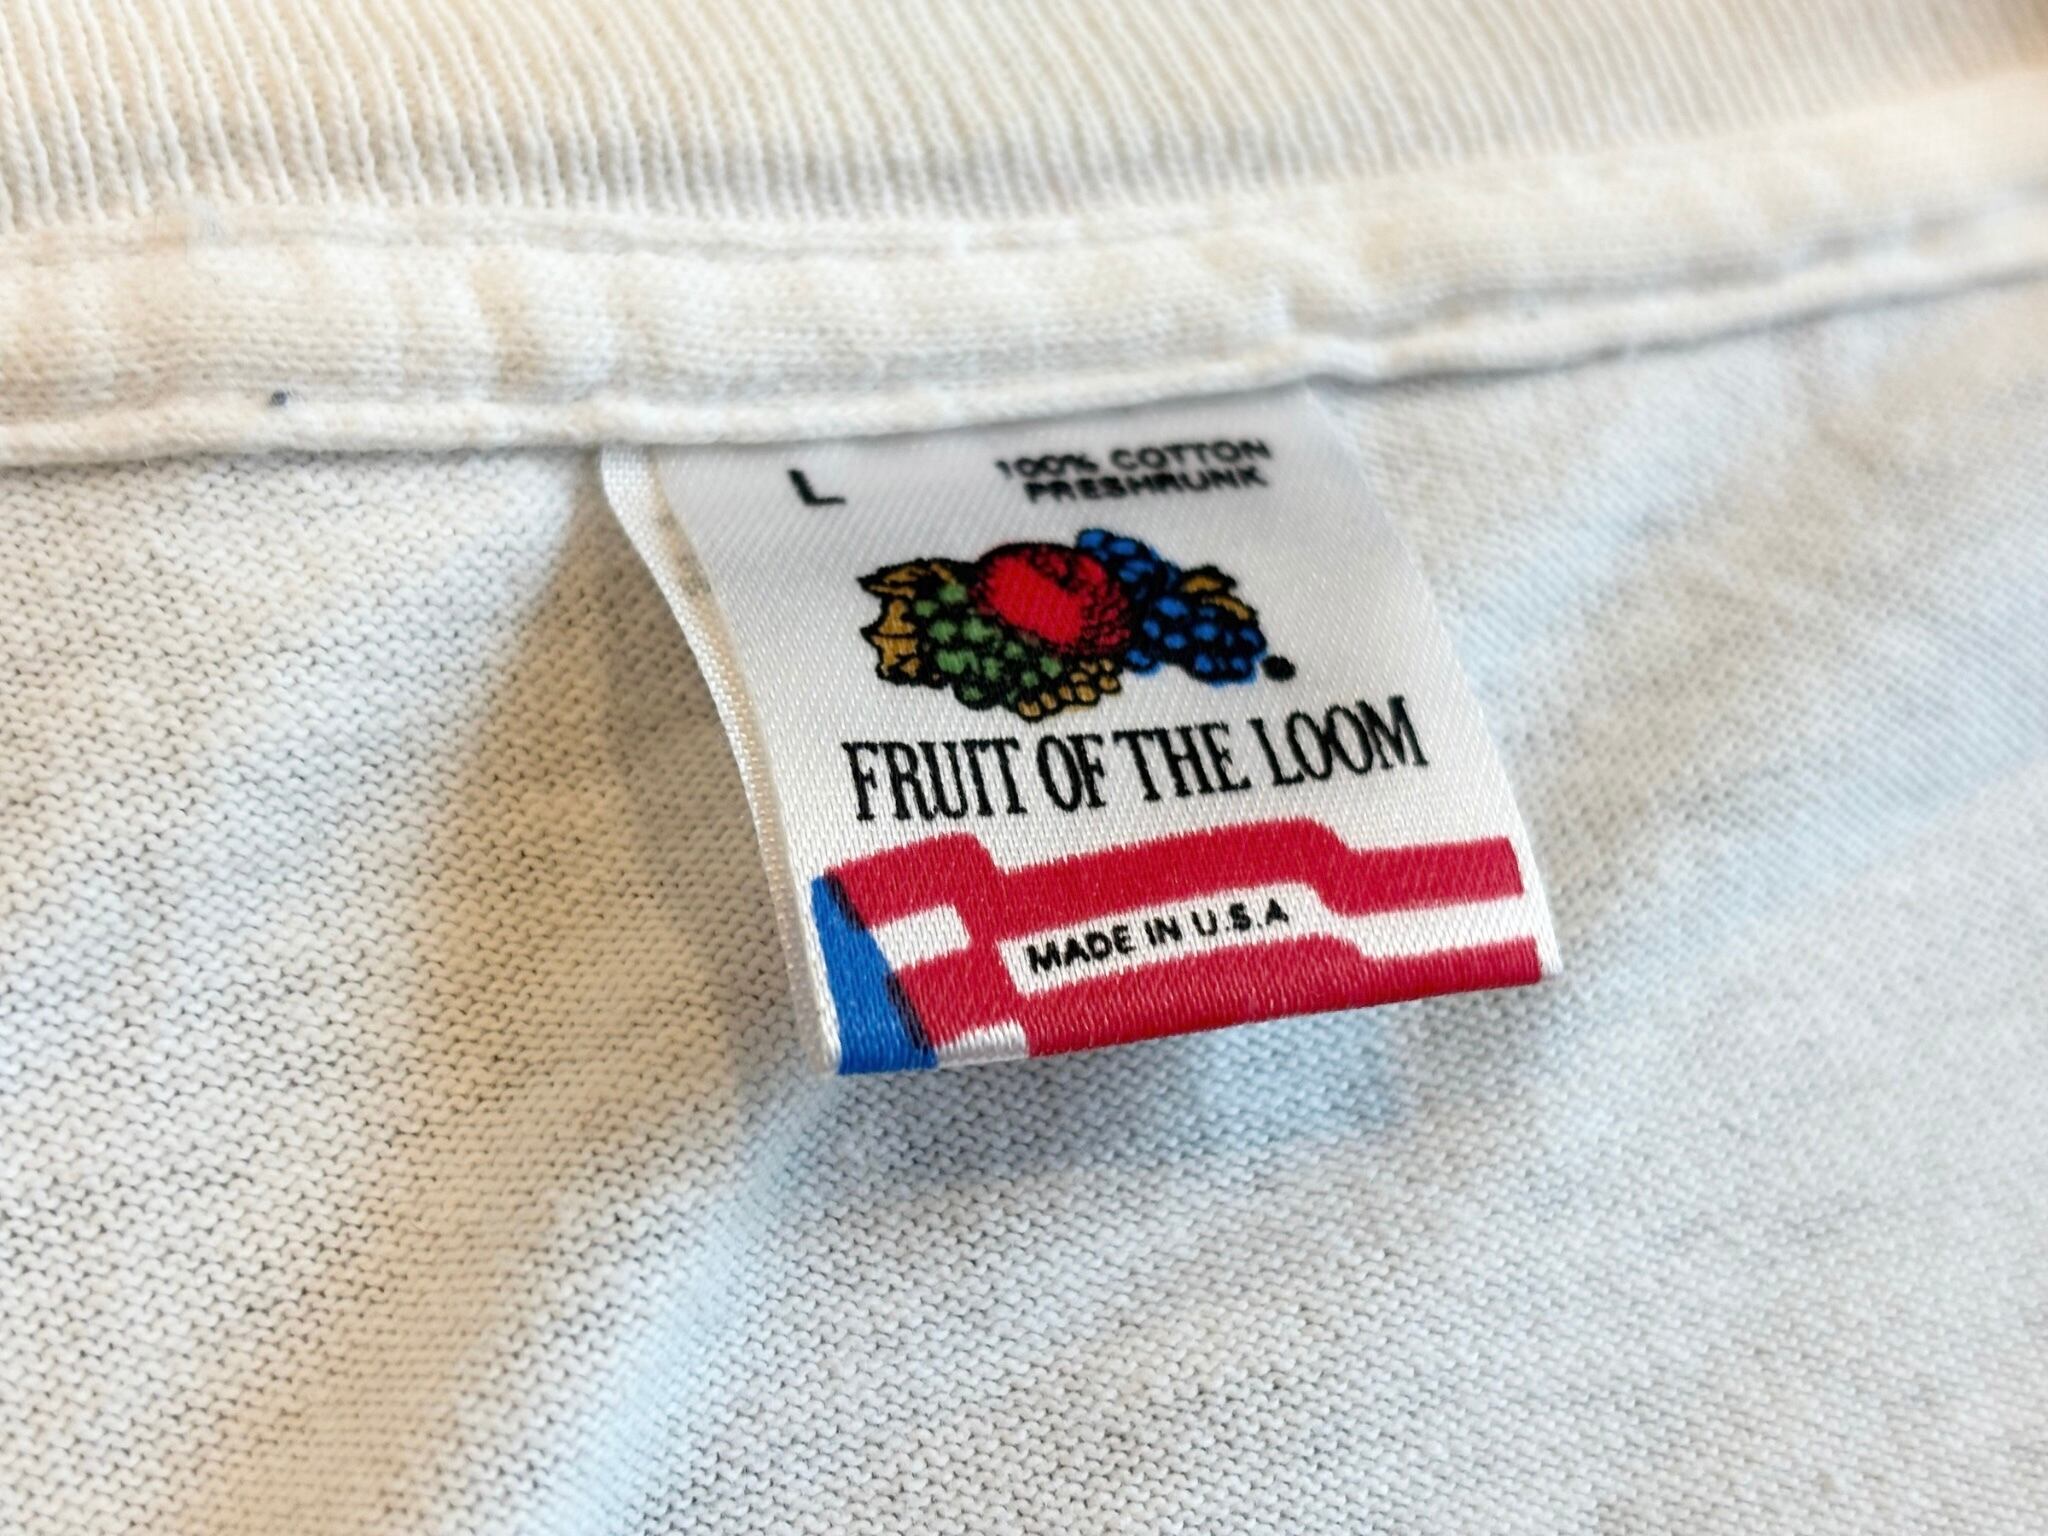 L
100% COTTON
PRESHRUNK
FRUIT OF THE LOOM
MADE IN U.S.A